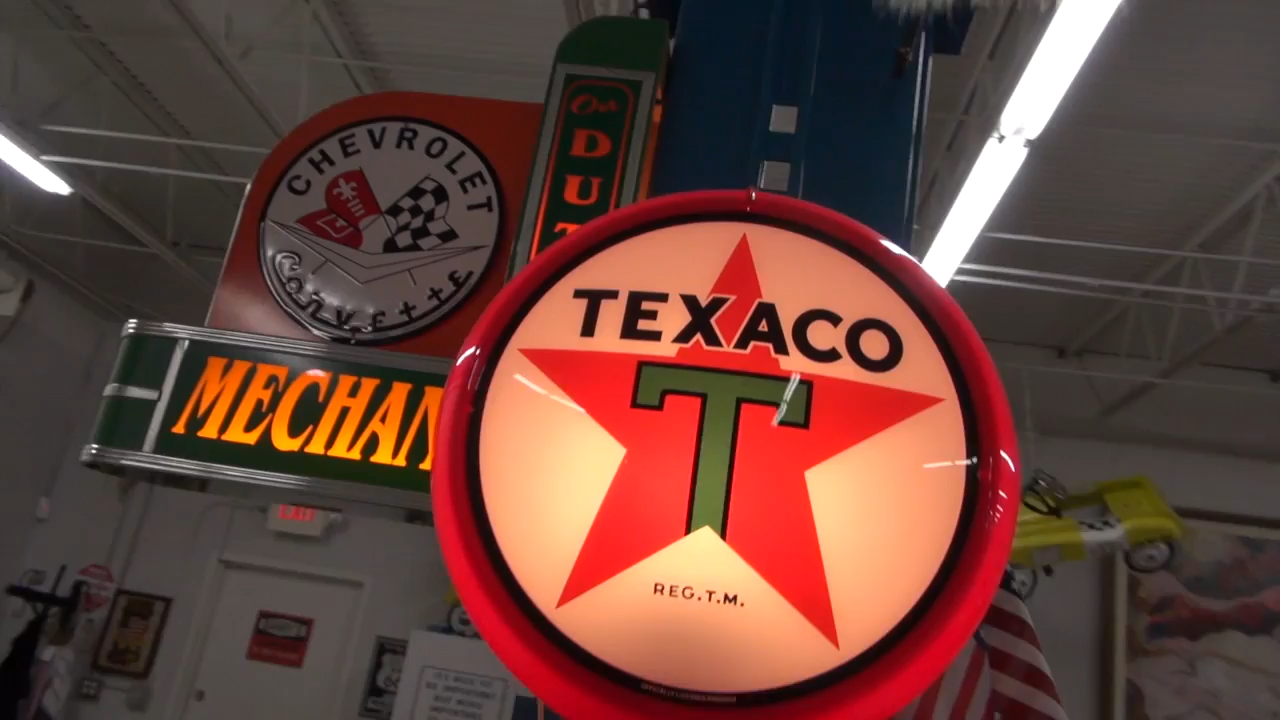 CHEVROLET
Corvette
On
DUT
MECHAN
TEXACO
T
REG.T.M.
EXIT